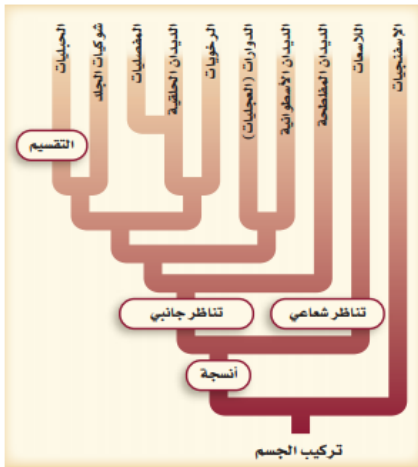 الإسفنجيات
اللاسعات
الديدان المفلطحة
الديدان الأسطوانية
الدوارات (العجليات)
الرخويات
الديدان الحلقية
المفصليات
شوكيات الجلد
الحبليات
التقسيم
تناظر شعاعي
تناظر جانبي
أنسجة
تركيب الجسم